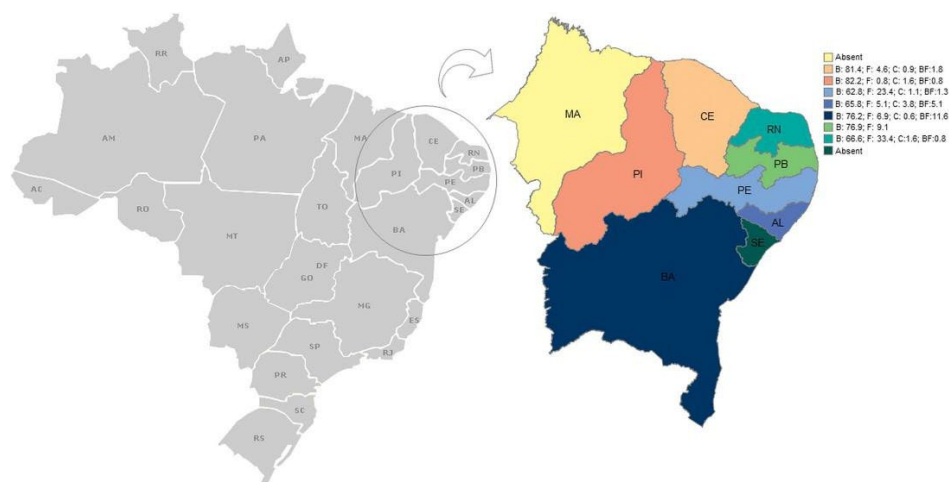 RR
AP
AM
PA
MA
CE
RN
PB
PE
AL
SE
PI
AC
RO
TO
BA
MT
DF
GO
MG
MS
ES
SP
RJ
PR
SC
RS
MA
CE
RN
PB
PI
PE
AL
SE
BA
Absent
B: 81.4; F: 4.6; C: 0.9; BF:1.8
B: 82.2; F: 0.8; C: 1.6; BF:0.8
B: 62.8; F: 23.4; C: 1.1; BF:1.3
B: 65.8; F: 5.1; C: 3.8; BF:5.1
B: 76.2; F: 6.9; C: 0.6; BF:11.6
B: 76.9; F: 9.1
B: 66.6; F: 33.4; C:1.6; BF:0.8
Absent